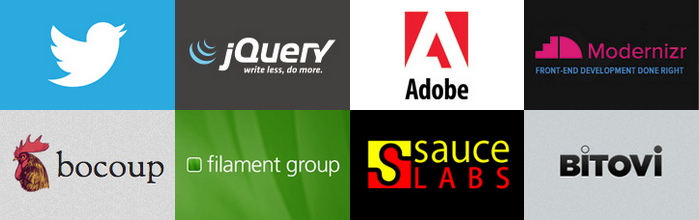 jQuery
write less, do more.
Adobe
Modernizr
FRONT-END DEVELOPMENT DONE RIGHT
bocoup
filament group
S sauce
LABS
BiTOVi